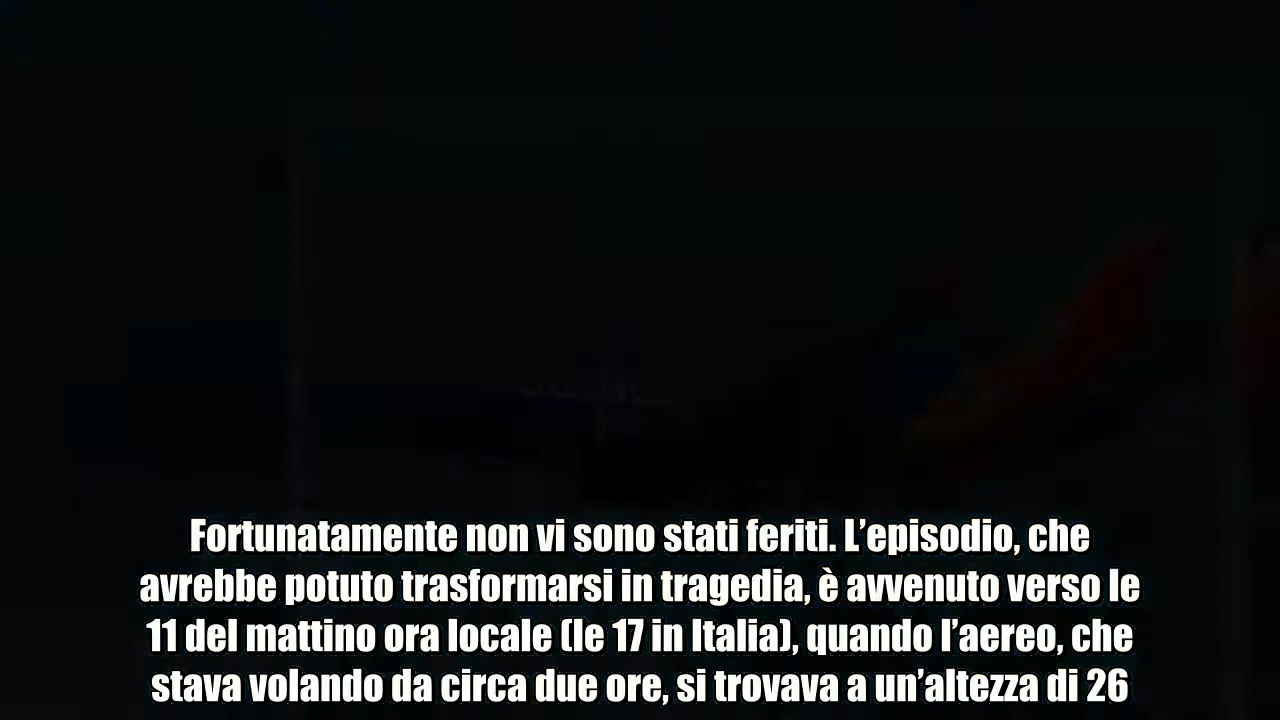 Fortunatamente non vi sono stati feriti. L’episodio, che
avrebbe potuto trasformarsi in tragedia, è avvenuto verso le
11 del mattino ora locale (le 17 in Italia), quando l’aereo, che
stava volando da circa due ore, si trovava a un’altezza di 26